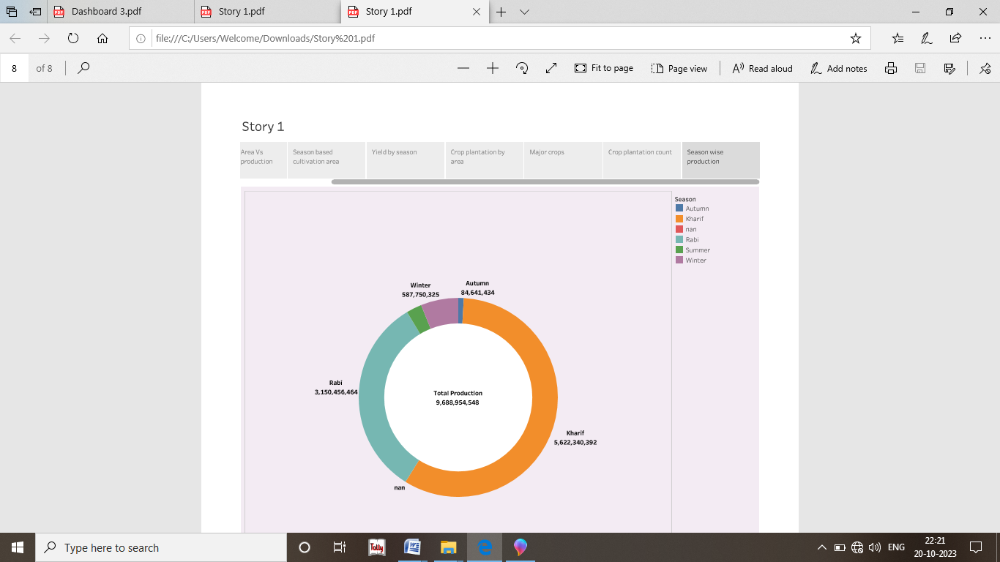 Dashboard 3.pdf
Story 1.pdf
Story 1.pdf
file:///C:/Users/Welcome/Downloads/Story%201.pdf
8 of 8
Fit to page
Page view
Read aloud
Add notes
Story 1
Area Vs
production
Season based
cultivation area
Yield by season
Crop plantation by
area
Major crops
Crop plantation count
Season wise
production
Season
Autumn
Kharif
nan
Rabi
Summer
Winter
Winter
587,750,325
Autumn
84,641,434
Rabi
3,150,456,464
Total Production
9,688,954,548
Kharif
5,622,340,392
nan
Type here to search
Tally
ENG
22:21
20-10-2023